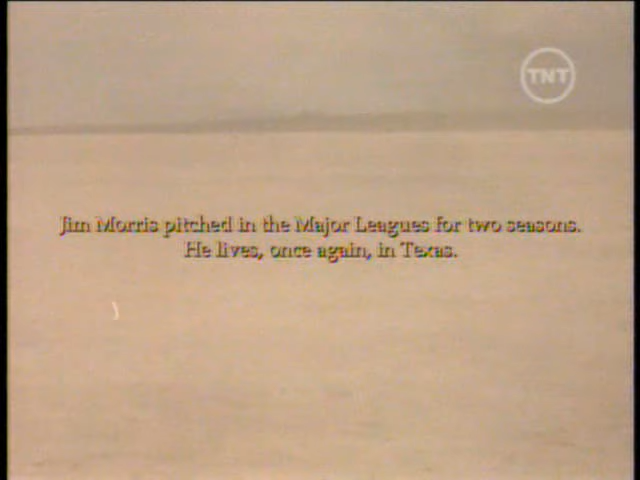 TNT
Jim Morris pitched in the Major Leagues for two seasons.
He lives, once again, in Texas.